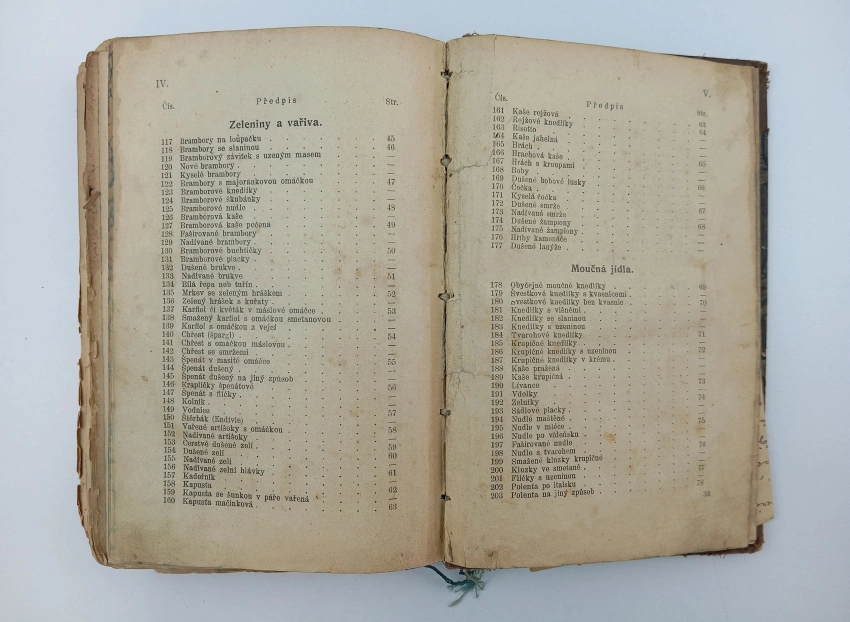 IV.
Čís. Předpis Str.
Zeleniny a vařiva.
117 Brambory na loupačku 45
118 Brambory se slaninou 46
119 Bramborový závitek s uzeným masem —
120 Nové brambory —
121 Kyselé brambory —
122 Brambory s majoránkovou omáčkou 47
123 Bramborové knedlíky —
124 Bramborové škubánky —
125 Bramborové nudle 48
126 Bramborová kaše —
127 Bramborová kaše pečená 49
128 Faširované brambory —
129 Nadívané brambory —
130 Bramborové buchtičky 50
131 Bramborové placky —
132 Dušené brukve —
133 Nadívané brukve 51
134 Bílá řepa neb tuřín —
135 Mrkev se zeleným hráškem 52
136 Zelený hrášek s kuřaty —
137 Karfiol či květák v máslové omáčce 53
138 Smažený karfiol s omáčkou smetanovou —
139 Karfiol s omáčkou z vajec —
140 Chřest (špargl) 54
141 Chřest s omáčkou máslovou —
142 Chřest se smržemi —
143 Špenát v masité omáčce 55
144 Špenát dušený —
145 Špenát dušený na jiný způsob —
146 Krapličky špenátové 56
147 Špenát s flíčky —
148 Kolník —
149 Vodnice 57
150 Štěrbák (Endivie) —
151 Vařené artišoky s omáčkou 58
152 Nadívané artišoky —
153 Čerstvé dušené zelí 59
154 Dušené zelí 60
155 Nadívané zelí —
156 Nadívané zelní hlávky 61
157 Kadeřník —
158 Kapusta —
159 Kapusta se šunkou v páře vařená 62
160 Kapusta mačinková 63
V.
Čís. Předpis Str.
161 Kaše rejžová 63
162 Rejžové knedlíky 64
163 Risotto —
164 Kaše jahelná —
165 Hrách —
166 Hrachová kaše —
167 Hrách s kroupami 65
168 Boby —
169 Dušené bobové lusky —
170 Čočka 66
171 Kyselá čočka —
172 Dušené smrže —
173 Nadívaná smrže 67
174 Dušené žampiony —
175 Nadívané žampiony 68
176 Hřiby kamenáče —
177 Dušené lanýže —
Moučná jídla.
178 Obyčejné moučné knedlíky 69
179 Švestkové knedlíky s kvasnicemi —
180 Švestkové knedlíky bez kvasnic 70
181 Knedlíky s višněmi —
182 Knedlíky se slaninou —
183 Knedlíky s uzeninou —
184 Tvarohové knedlíky 71
185 Krupičné knedlíky —
186 Krupičné knedlíky s uzeninou 72
187 Krupičné knedlíky v krému —
188 Kaše pražená —
189 Kaše krupičná —
190 Lívance 73
191 Vdolky —
192 Zelníky 74
193 Sádlové placky —
194 Nudle maštěné —
195 Nudle v mléce 75
196 Nudle po vídeňsku —
197 Faširované nudle —
198 Nudle s tvarohem 76
199 Smažené kluzky krupičné —
200 Kluzky ve smetaně 77
201 Flíčky s uzeninou —
202 Polenta po italsku 78
203 Polenta na jiný způsob